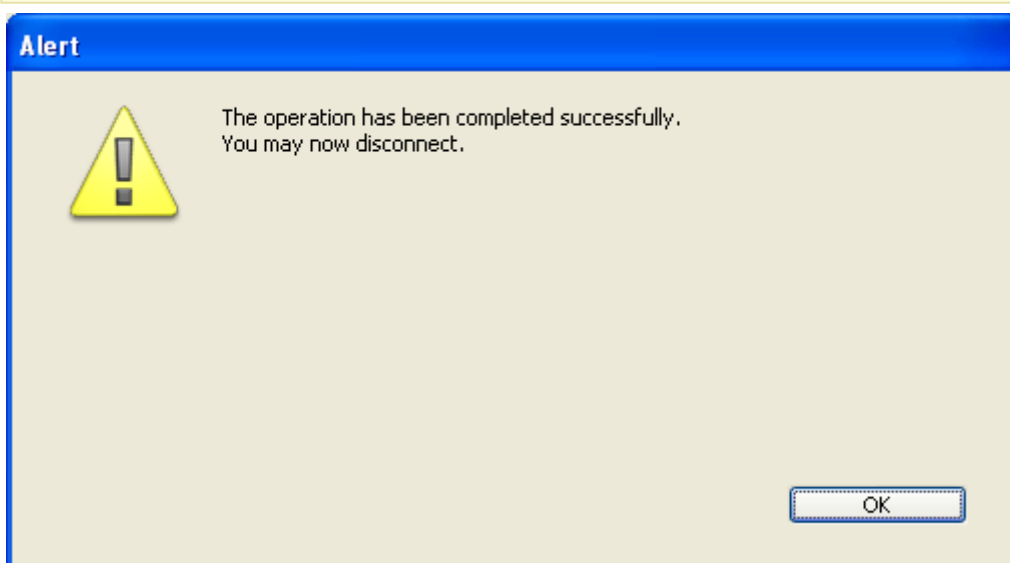 Alert
The operation has been completed successfully.
You may now disconnect.
OK